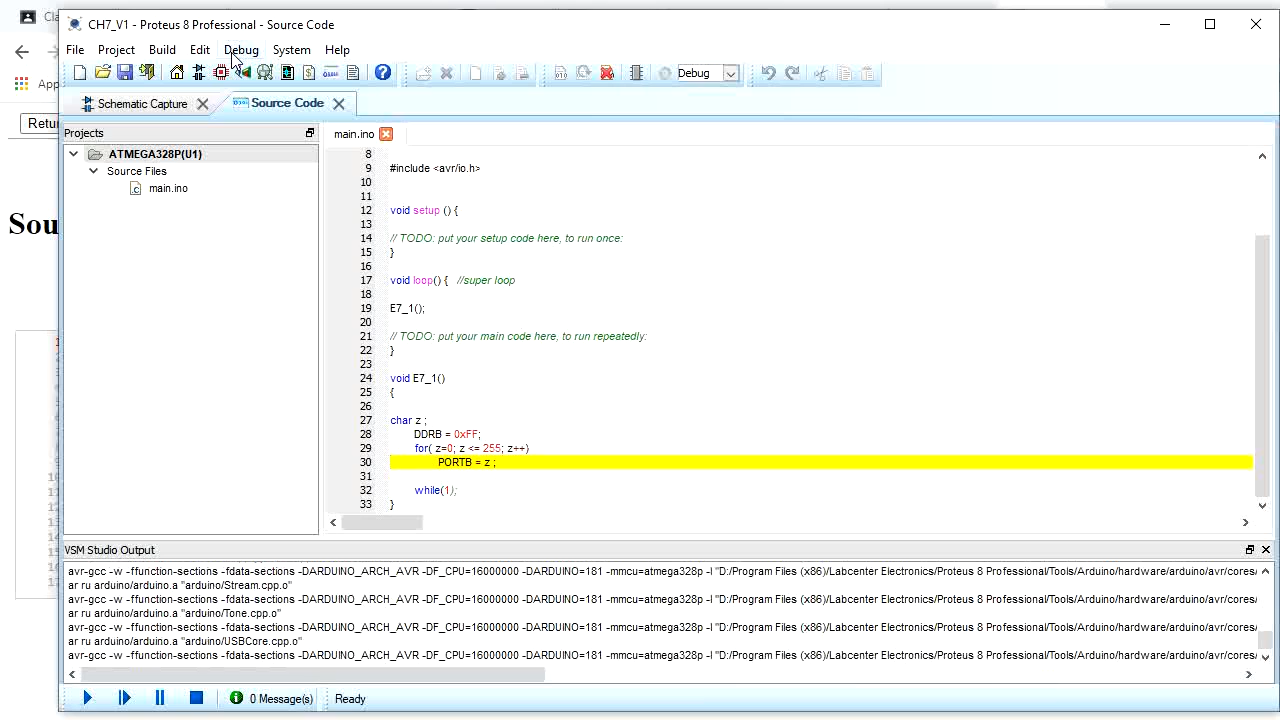 Cla
CH7_V1 - Proteus 8 Professional - Source Code
File Project Build Edit Debug System Help
App
Debug
Schematic Capture
Source Code
Retur
Projects
main.ino
ATMEGA328P(U1)
Source Files
main.ino
Sou
8
9 #include <avr/io.h>
10
11
12 void setup () {
13
14 // TODO: put your setup code here, to run once:
15 }
16
17 void loop() { //super loop
18
19 E7_1();
20
21 // TODO: put your main code here, to run repeatedly:
22 }
23
24 void E7_1()
25 {
26
27 char z ;
28 DDRB = 0xFF;
29 for( z=0; z <= 255; z++)
30 PORTB = z ;
31
32 while(1);
33 }
VSM Studio Output
avr-gcc -w -ffunction-sections -fdata-sections -DARDUINO_ARCH_AVR -DF_CPU=16000000 -DARDUINO=181 -mmcu=atmega328p -I "D:/Program Files (x86)/Labcenter Electronics/Proteus 8 Professional/Tools/Arduino/hardware/arduino/avr/cores/
ar ru arduino/arduino.a "arduino/Stream.cpp.o"
avr-gcc -w -ffunction-sections -fdata-sections -DARDUINO_ARCH_AVR -DF_CPU=16000000 -DARDUINO=181 -mmcu=atmega328p -I "D:/Program Files (x86)/Labcenter Electronics/Proteus 8 Professional/Tools/Arduino/hardware/arduino/avr/cores/
ar ru arduino/arduino.a "arduino/Tone.cpp.o"
avr-gcc -w -ffunction-sections -fdata-sections -DARDUINO_ARCH_AVR -DF_CPU=16000000 -DARDUINO=181 -mmcu=atmega328p -I "D:/Program Files (x86)/Labcenter Electronics/Proteus 8 Professional/Tools/Arduino/hardware/arduino/avr/cores/
ar ru arduino/arduino.a "arduino/USBCore.cpp.o"
avr-gcc -w -ffunction-sections -fdata-sections -DARDUINO_ARCH_AVR -DF_CPU=16000000 -DARDUINO=181 -mmcu=atmega328p -I "D:/Program Files (x86)/Labcenter Electronics/Proteus 8 Professional/Tools/Arduino/hardware/arduino/avr/cores/
0 Message(s) Ready